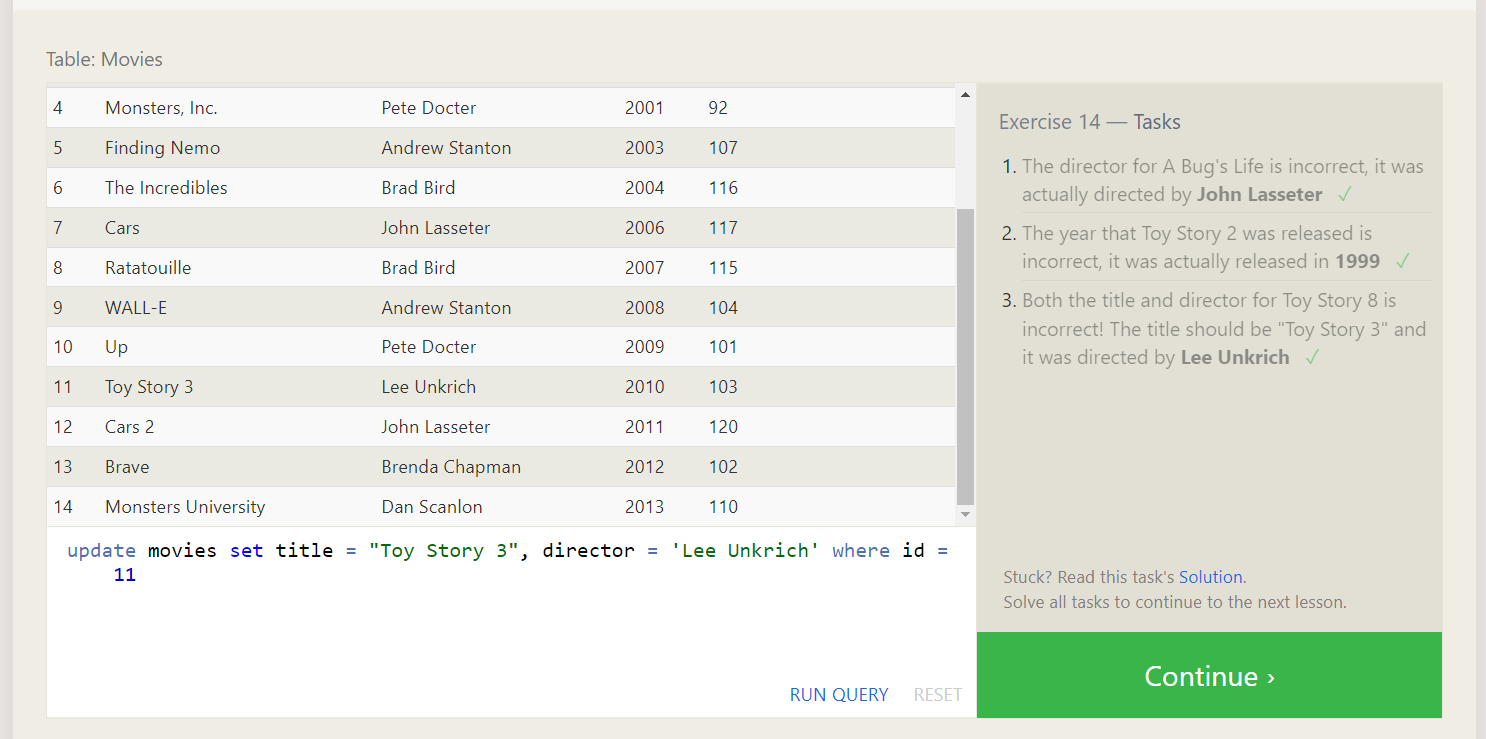 Table: Movies
4 Monsters, Inc. Pete Docter 2001 92
5 Finding Nemo Andrew Stanton 2003 107
6 The Incredibles Brad Bird 2004 116
7 Cars John Lasseter 2006 117
8 Ratatouille Brad Bird 2007 115
9 WALL-E Andrew Stanton 2008 104
10 Up Pete Docter 2009 101
11 Toy Story 3 Lee Unkrich 2010 103
12 Cars 2 John Lasseter 2011 120
13 Brave Brenda Chapman 2012 102
14 Monsters University Dan Scanlon 2013 110
update movies set title = "Toy Story 3", director = 'Lee Unkrich' where id =
11
RUN QUERY RESET
Exercise 14 — Tasks
1. The director for A Bug's Life is incorrect, it was
actually directed by John Lasseter ✓
2. The year that Toy Story 2 was released is
incorrect, it was actually released in 1999 ✓
3. Both the title and director for Toy Story 8 is
incorrect! The title should be "Toy Story 3" and
it was directed by Lee Unkrich ✓
Stuck? Read this task's Solution.
Solve all tasks to continue to the next lesson.
Continue ›